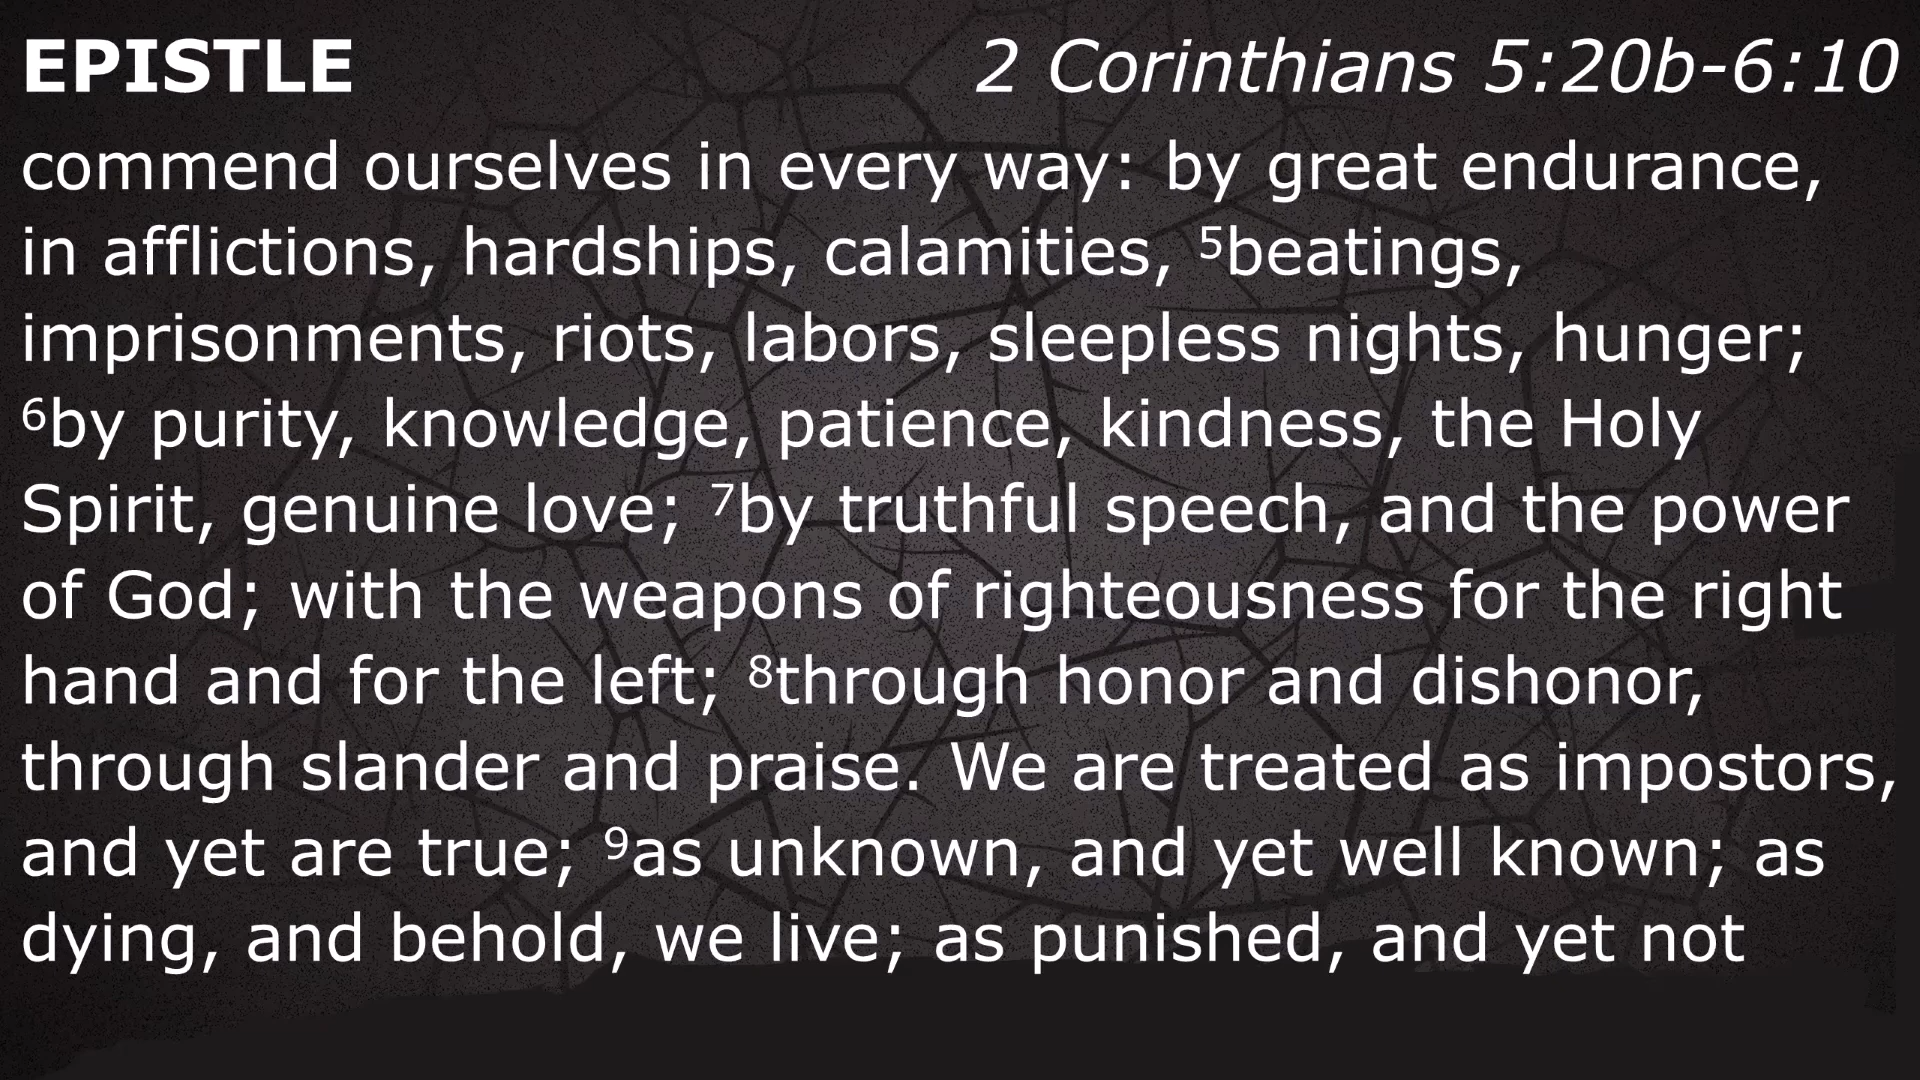 EPISTLE 2 Corinthians 5:20b-6:10
commend ourselves in every way: by great endurance,
in afflictions, hardships, calamities, ⁵beatings,
imprisonments, riots, labors, sleepless nights, hunger;
⁶by purity, knowledge, patience, kindness, the Holy
Spirit, genuine love; ⁷by truthful speech, and the power
of God; with the weapons of righteousness for the right
hand and for the left; ⁸through honor and dishonor,
through slander and praise. We are treated as impostors,
and yet are true; ⁹as unknown, and yet well known; as
dying, and behold, we live; as punished, and yet not